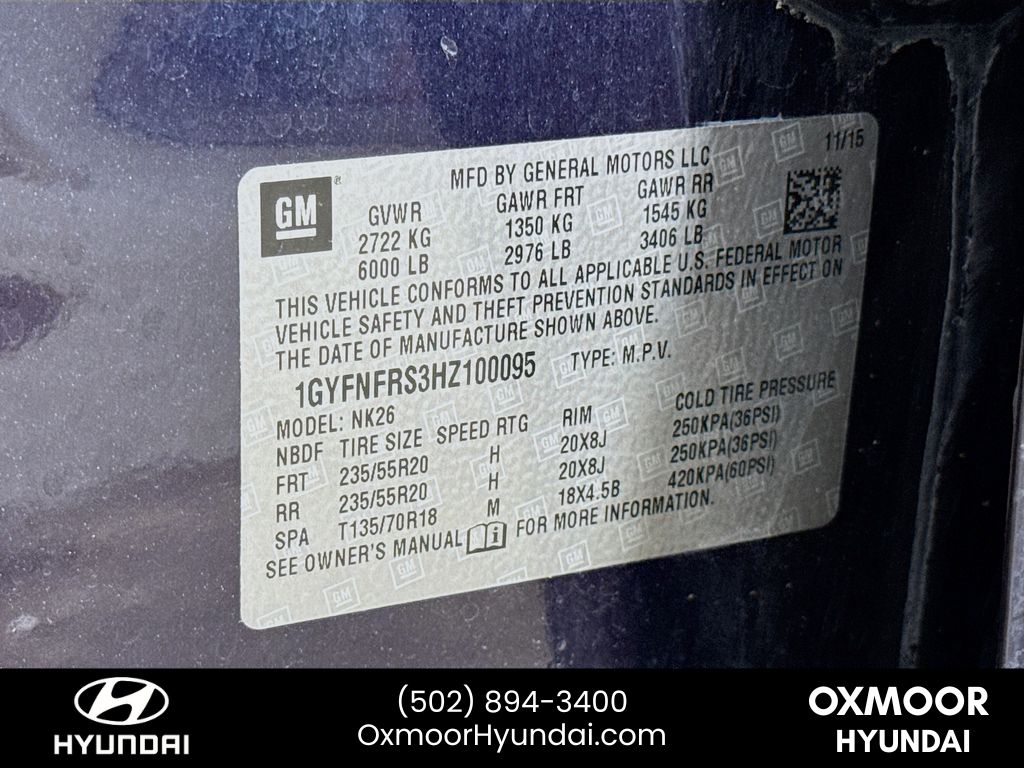 11/15
MFD BY GENERAL MOTORS LLC
GM ®
GVWR GAWR FRT GAWR RR
2722 KG 1350 KG 1545 KG
6000 LB 2976 LB 3406 LB
THIS VEHICLE CONFORMS TO ALL APPLICABLE U.S. FEDERAL MOTOR
VEHICLE SAFETY AND THEFT PREVENTION STANDARDS IN EFFECT ON
THE DATE OF MANUFACTURE SHOWN ABOVE.
1GYFNFRS3HZ100095 TYPE: M.P.V.
MODEL: NK26
NBDF TIRE SIZE SPEED RTG RIM COLD TIRE PRESSURE
FRT 235/55R20 H 20X8J 250KPA(36PSI)
RR 235/55R20 H 20X8J 250KPA(36PSI)
SPA T135/70R18 M 18X4.5B 420KPA(60PSI)
SEE OWNER'S MANUAL i FOR MORE INFORMATION.
HYUNDAI
(502) 894-3400
OxmoorHyundai.com
OXMOOR
HYUNDAI